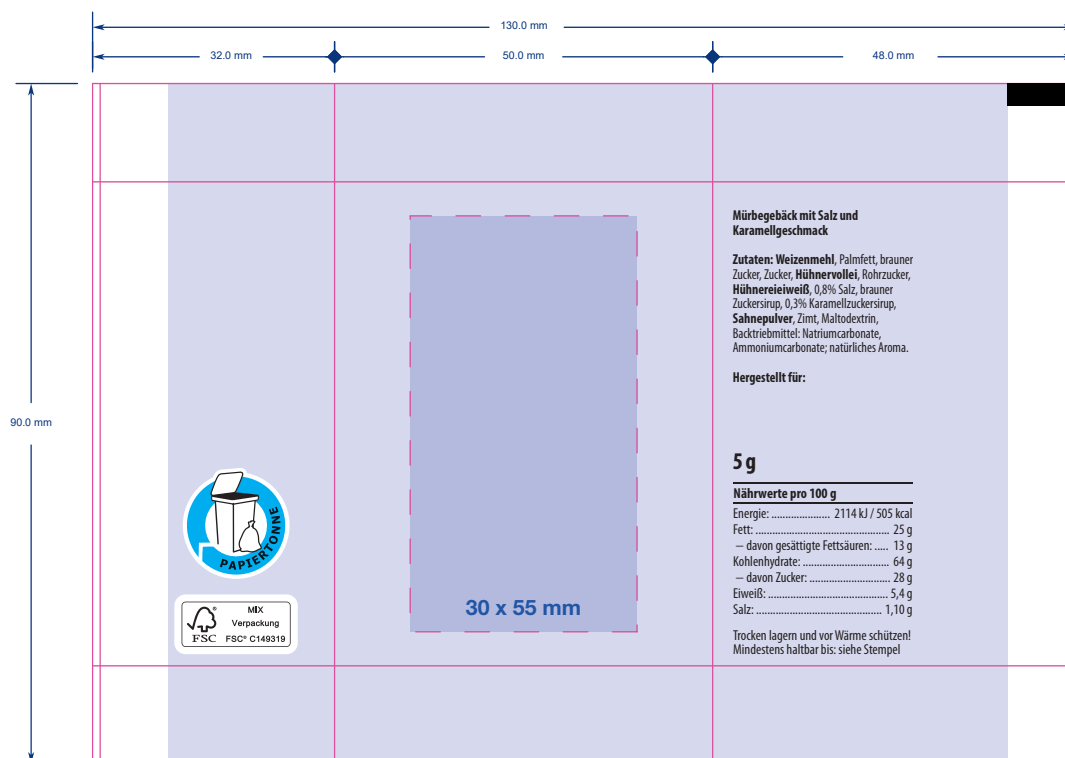 130.0 mm
32.0 mm
50.0 mm
48.0 mm
90.0 mm
Mürbegebäck mit Salz und
Karamellgeschmack
Zutaten: Weizenmehl, Palmfett, brauner
Zucker, Zucker, Hühnervollei, Rohrzucker,
Hühnereieiweiß, 0,8% Salz, brauner
Zuckersirup, 0,3% Karamellzuckersirup,
Sahnepulver, Zimt, Maltodextrin,
Backtriebmittel: Natriumcarbonate,
Ammoniumcarbonate; natürliches Aroma.
Hergestellt für:
5 g
Nährwerte pro 100 g
Energie: ..................... 2114 kJ / 505 kcal
Fett: ................................................ 25 g
– davon gesättigte Fettsäuren: ..... 13 g
Kohlenhydrate: ............................... 64 g
– davon Zucker: ............................. 28 g
Eiweiß: ........................................... 5,4 g
Salz: ............................................. 1,10 g
Trocken lagern und vor Wärme schützen!
Mindestens haltbar bis: siehe Stempel
30 x 55 mm
PAPIERTONNE
MIX
Verpackung
FSC® C149319
FSC®